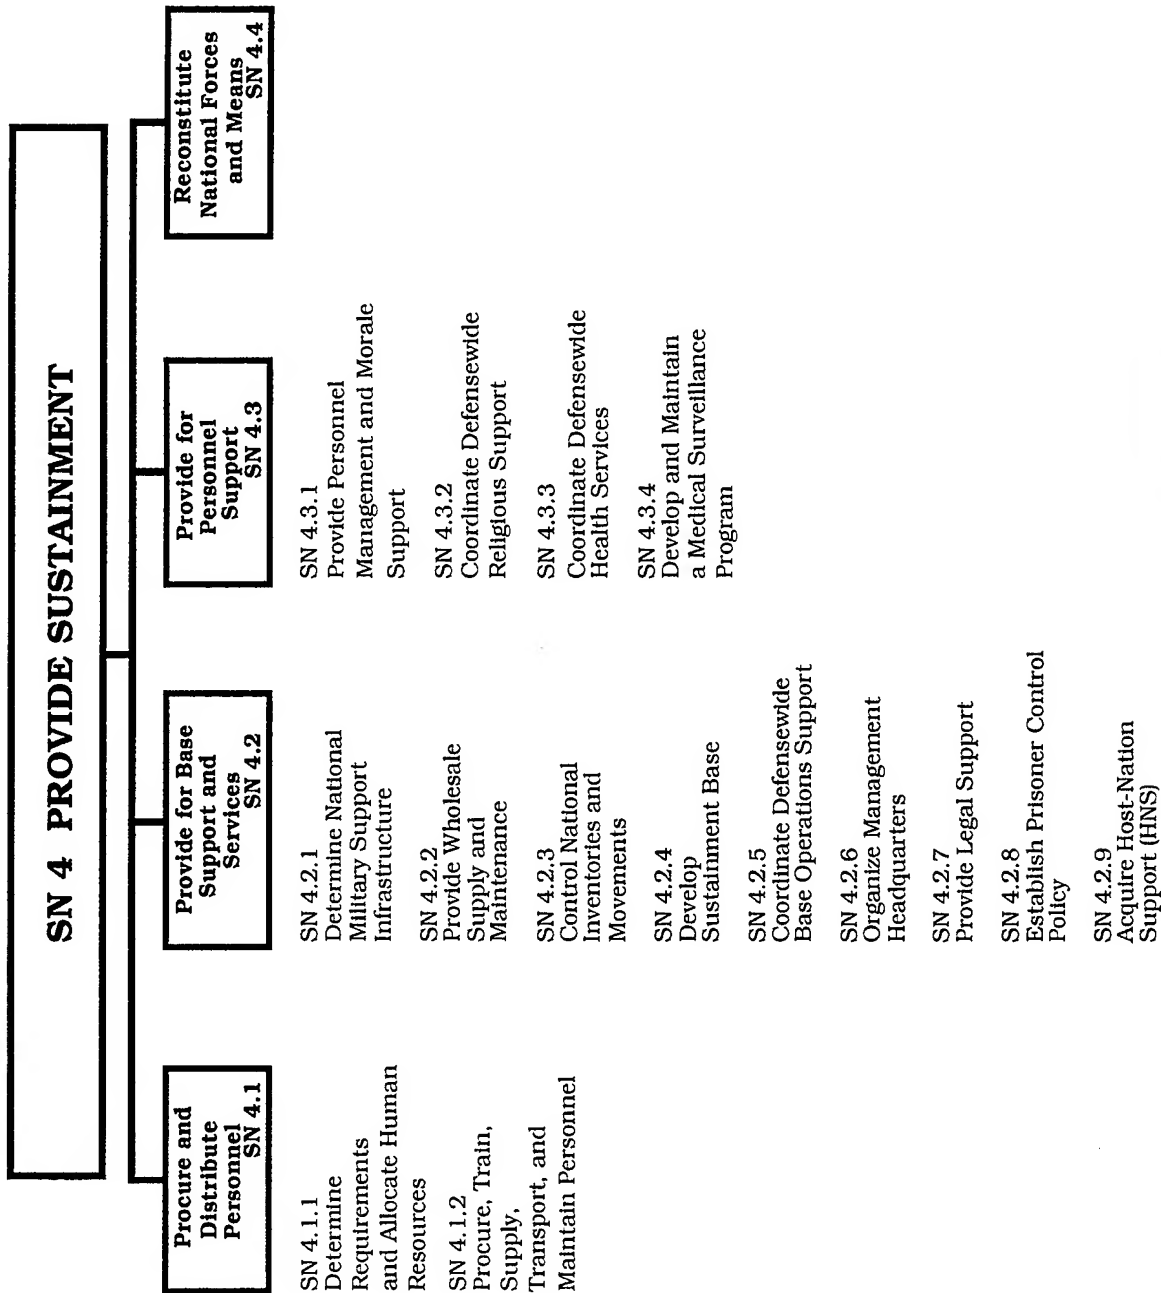 SN 4 PROVIDE SUSTAINMENT
Procure and
Distribute
Personnel
SN 4.1
SN 4.1.1
Determine
Requirements
and Allocate Human
Resources
SN 4.1.2
Procure, Train,
Supply,
Transport, and
Maintain Personnel
Provide for Base
Support and
Services
SN 4.2
SN 4.2.1
Determine National
Military Support
Infrastructure
SN 4.2.2
Provide Wholesale
Supply and
Maintenance
SN 4.2.3
Control National
Inventories and
Movements
SN 4.2.4
Develop
Sustainment Base
SN 4.2.5
Coordinate Defensewide
Base Operations Support
SN 4.2.6
Organize Management
Headquarters
SN 4.2.7
Provide Legal Support
SN 4.2.8
Establish Prisoner Control
Policy
SN 4.2.9
Acquire Host-Nation
Support (HNS)
Provide for
Personnel
Support
SN 4.3
SN 4.3.1
Provide Personnel
Management and Morale
Support
SN 4.3.2
Coordinate Defensewide
Religious Support
SN 4.3.3
Coordinate Defensewide
Health Services
SN 4.3.4
Develop and Maintain
a Medical Surveillance
Program
Reconstitute
National Forces
and Means
SN 4.4